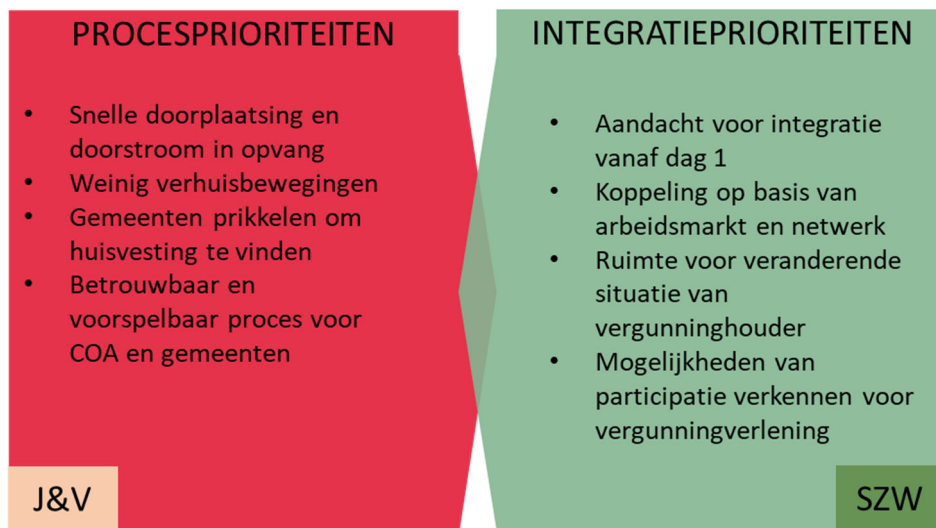 PROCESPRIORITEITEN
• Snelle doorplaatsing en
doorstroom in opvang
• Weinig verhuisbewegingen
• Gemeenten prikkelen om
huisvesting te vinden
• Betrouwbaar en
voorspelbaar proces voor
COA en gemeenten
J&V
INTEGRATIEPRIORITEITEN
• Aandacht voor integratie
vanaf dag 1
• Koppeling op basis van
arbeidsmarkt en netwerk
• Ruimte voor veranderende
situatie van
vergunninghouder
• Mogelijkheden van
participatie verkennen voor
vergunningverlening
SZW